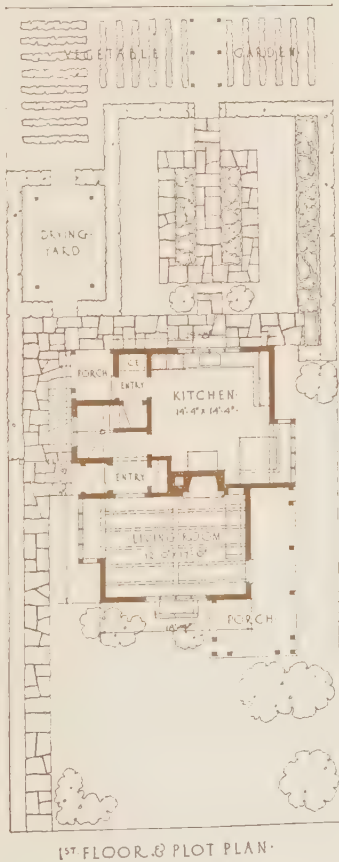 VEGETABLE GARDEN
DRYING-
YARD
PORCH
ICE
ENTRY
KITCHEN
14'-4" x 14'-4"
ENTRY
LIVING ROOM
PORCH
1ST FLOOR & PLOT PLAN.